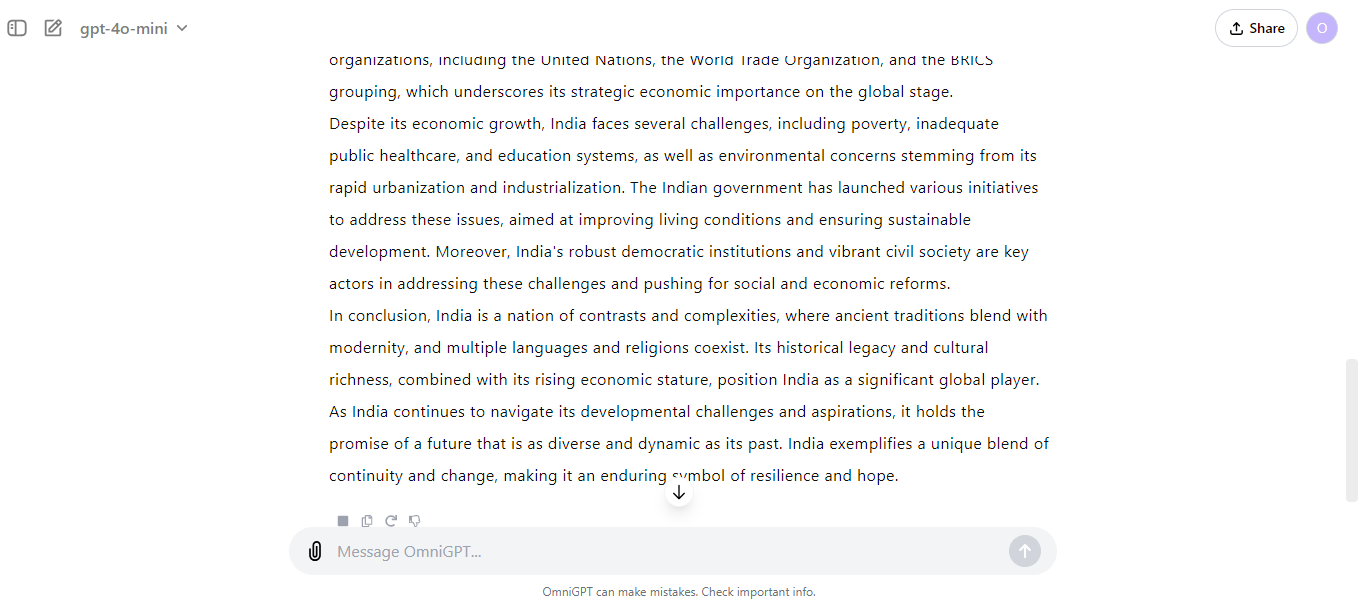 gpt-4o-mini
Share
O
organizations, including the United Nations, the World Trade Organization, and the BRICS
grouping, which underscores its strategic economic importance on the global stage.
Despite its economic growth, India faces several challenges, including poverty, inadequate
public healthcare, and education systems, as well as environmental concerns stemming from its
rapid urbanization and industrialization. The Indian government has launched various initiatives
to address these issues, aimed at improving living conditions and ensuring sustainable
development. Moreover, India's robust democratic institutions and vibrant civil society are key
actors in addressing these challenges and pushing for social and economic reforms.
In conclusion, India is a nation of contrasts and complexities, where ancient traditions blend with
modernity, and multiple languages and religions coexist. Its historical legacy and cultural
richness, combined with its rising economic stature, position India as a significant global player.
As India continues to navigate its developmental challenges and aspirations, it holds the
promise of a future that is as diverse and dynamic as its past. India exemplifies a unique blend of
continuity and change, making it an enduring symbol of resilience and hope.
Message OmniGPT...
OmniGPT can make mistakes. Check important info.